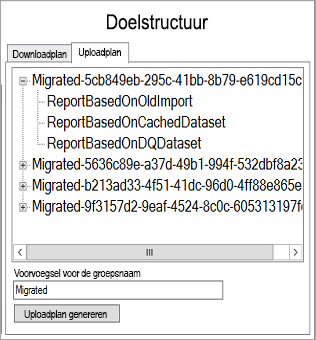 Doelstructuur
Downloadplan Uploadplan
Migrated-5cb849eb-295c-41bb-8b79-e619cd15c
ReportBasedOnOldImport
ReportBasedOnCachedDataset
ReportBasedOnDQDataset
Migrated-5636c89e-a37d-49b1-994f-532dbf8a23
Migrated-b213ad33-4f51-41dc-96d0-4ff88e865e
Migrated-9f3157d2-9eaf-4524-8c0c-605313197f
Voorvoegsel voor de groepsnaam
Migrated
Uploadplan genereren